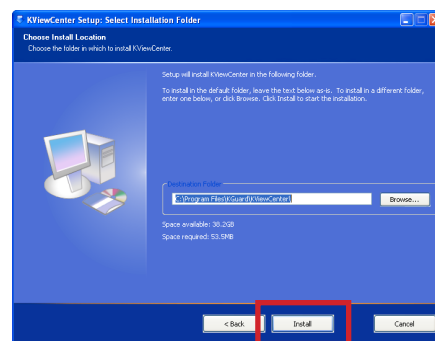 KViewCenter Setup: Select Installation Folder
Choose Install Location
Choose the folder in which to install KViewCenter.
Setup will install KViewCenter in the following folder.
To install in the default folder, leave the text below as-is. To install in a different folder,
enter one below, or click Browse. Click Install to start the installation.
Destination Folder
C:\Program Files\KGuard\KViewCenter\
Browse...
Space available: 38.2GB
Space required: 53.5MB
< Back
Install
Cancel